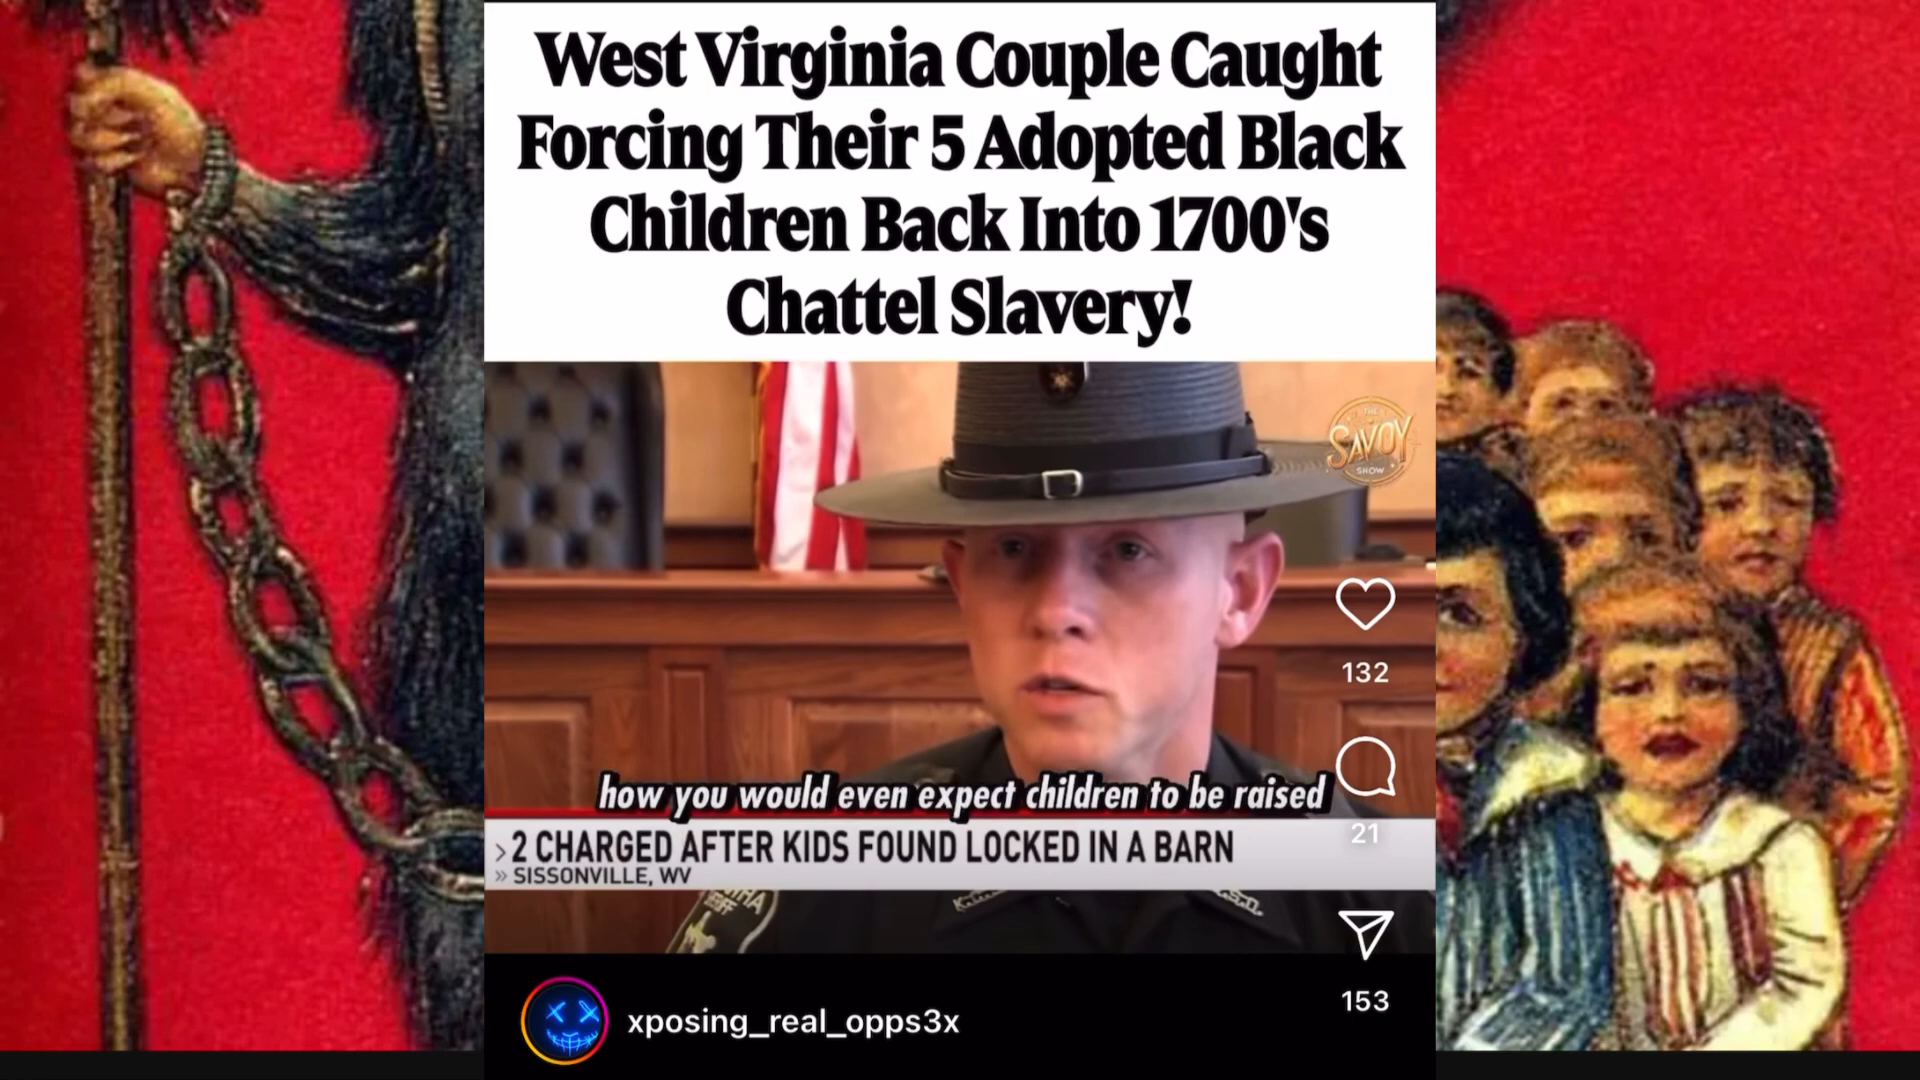 West Virginia Couple Caught
Forcing Their 5 Adopted Black
Children Back Into 1700's
Chattel Slavery!
THE
SAVOY
SHOW
132
how you would even expect children to be raised
21
> 2 CHARGED AFTER KIDS FOUND LOCKED IN A BARN
» SISSONVILLE, WV
153
xposing_real_opps3x